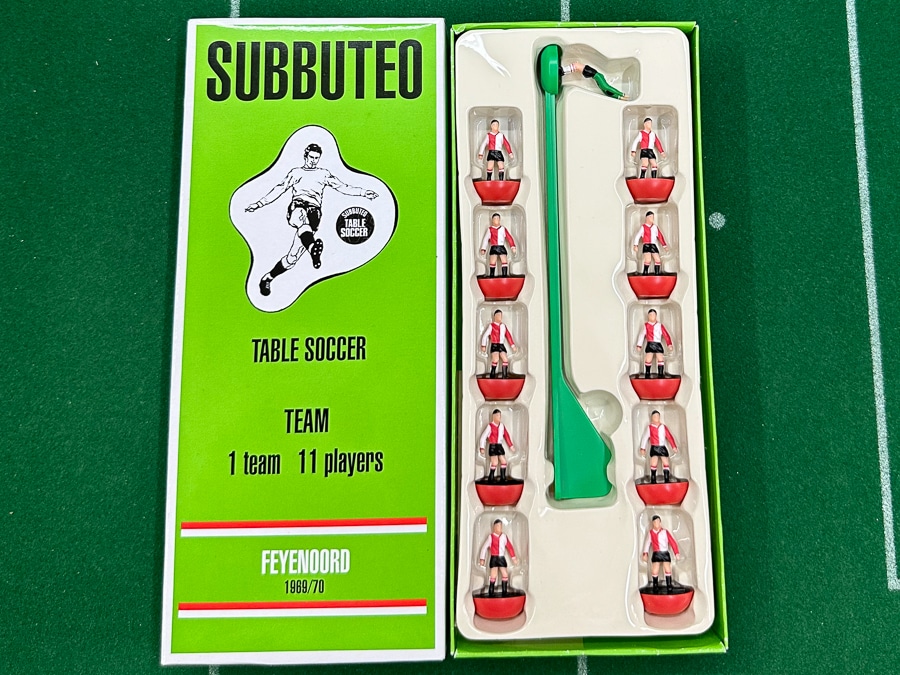 SUBBUTEO
SUBBUTEO
TABLE
SOCCER
TABLE SOCCER
TEAM
1 team 11 players
FEYENOORD
1969/70